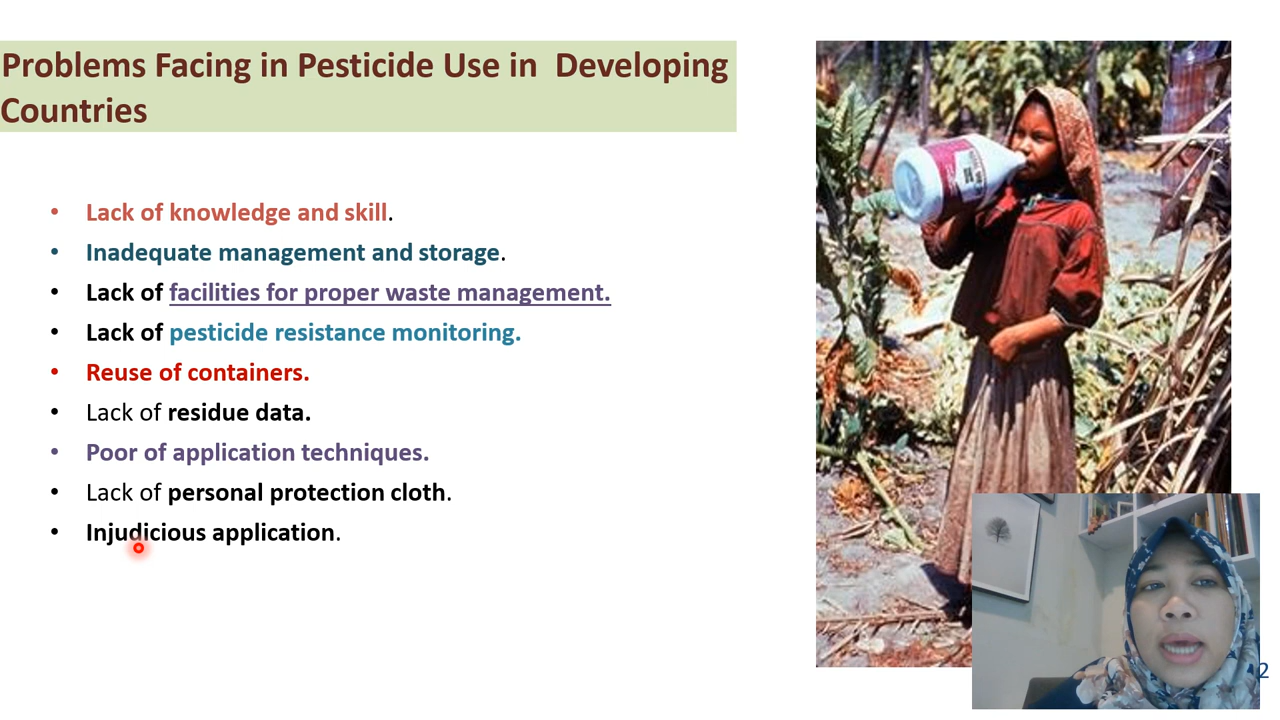 Problems Facing in Pesticide Use in Developing
Countries
• Lack of knowledge and skill.
• Inadequate management and storage.
• Lack of facilities for proper waste management.
• Lack of pesticide resistance monitoring.
• Reuse of containers.
• Lack of residue data.
• Poor of application techniques.
• Lack of personal protection cloth.
• Injudicious application.
2